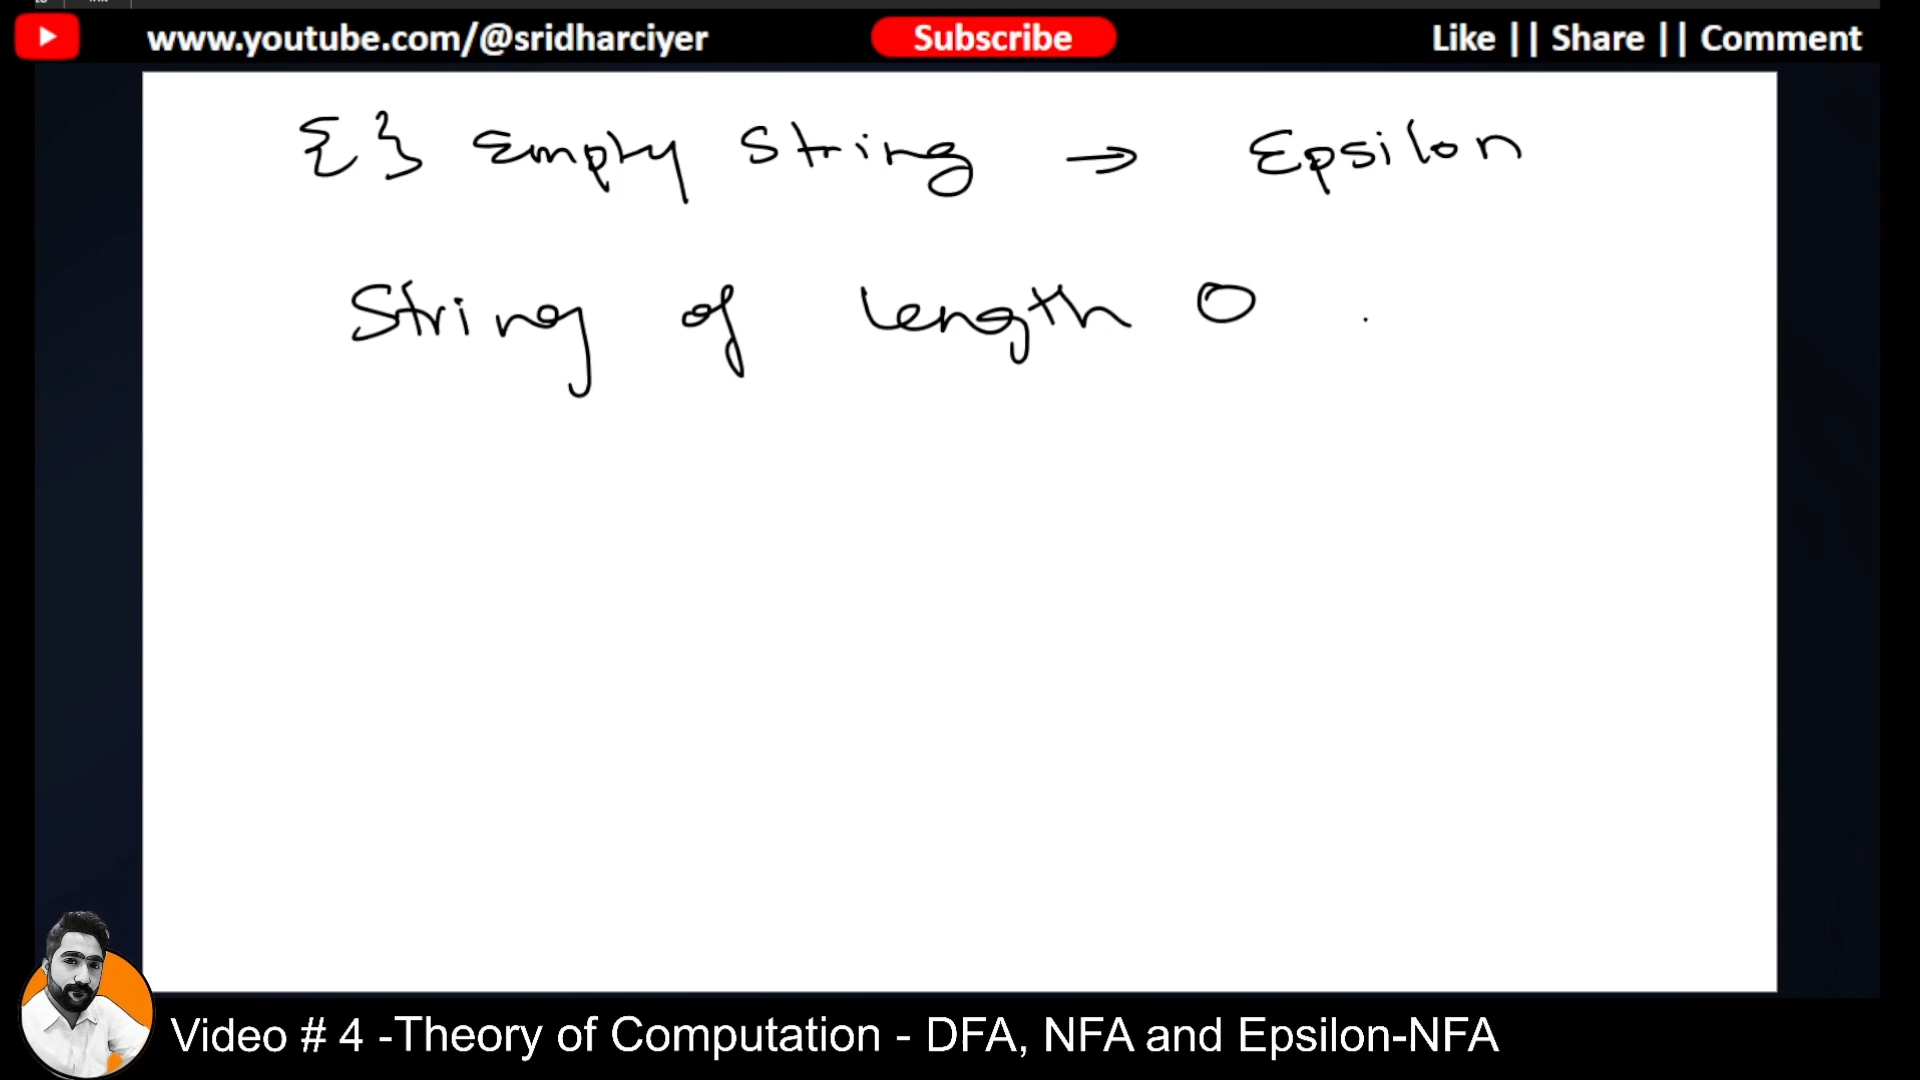 www.youtube.com/@sridharciyer Subscribe Like || Share || Comment
{ } Empty String → Epsilon
String of length 0 .
Video # 4 -Theory of Computation - DFA, NFA and Epsilon-NFA